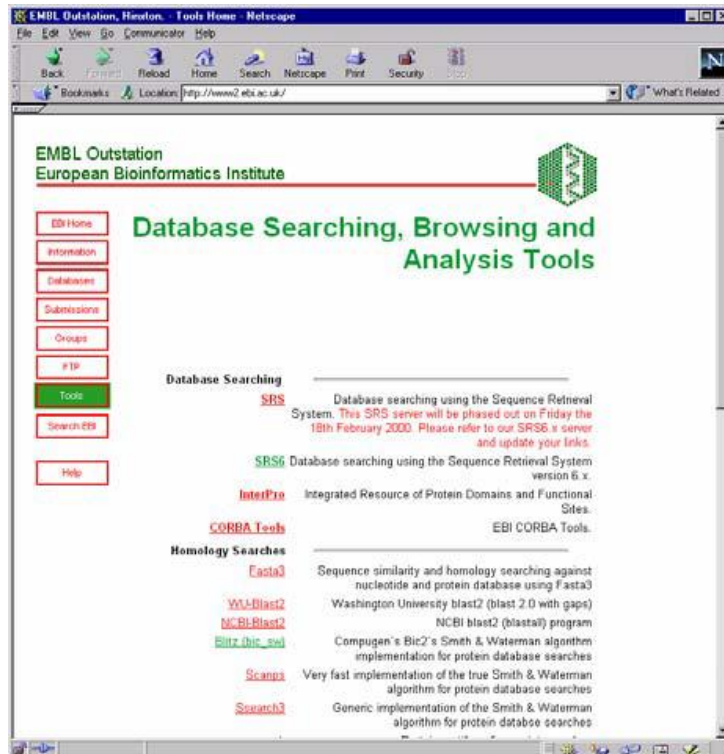 EMBL Outstation, Hinxton. - Tools Home - Netscape
File Edit View Go Communicator Help
Back Forward Reload Home Search Netscape Print Security Stop
Bookmarks Location: http://www2.ebi.ac.uk/ What's Related
EMBL Outstation
European Bioinformatics Institute
EBI Home
Information
Databases
Submissions
Groups
FTP
Tools
Search EBI
Help
Database Searching, Browsing and
Analysis Tools
Database Searching
SRS Database searching using the Sequence Retrieval
System. This SRS server will be phased out on Friday the
18th February 2000. Please refer to our SRS6.x server
and update your links.
SRS6 Database searching using the Sequence Retrieval System
version 6.x.
InterPro Integrated Resource of Protein Domains and Functional
Sites.
CORBA Tools EBI CORBA Tools.
Homology Searches
Fasta3 Sequence similarity and homology searching against
nucleotide and protein database using Fasta3
WU-Blast2 Washington University blast2 (blast 2.0 with gaps)
NCBI-Blast2 NCBI blast2 (blastall) program
Blitz (bic_sw) Compugen's Bic2's Smith & Waterman algorithm
implementation for protein database searches
Scanps Very fast implementation of the true Smith & Waterman
algorithm for protein database searches
Ssearch3 Generic implementation of the Smith & Waterman
algorithm for protein databse searches